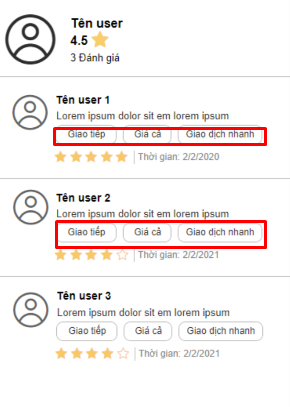 Tên user
4.5
3 Đánh giá
Tên user 1
Lorem ipsum dolor sit em lorem ipsum
Giao tiếp Giá cả Giao dịch nhanh
Thời gian: 2/2/2020
Tên user 2
Lorem ipsum dolor sit em lorem ipsum
Giao tiếp Giá cả Giao dịch nhanh
Thời gian: 2/2/2021
Tên user 3
Lorem ipsum dolor sit em lorem ipsum
Giao tiếp Giá cả Giao dịch nhanh
Thời gian: 2/2/2021